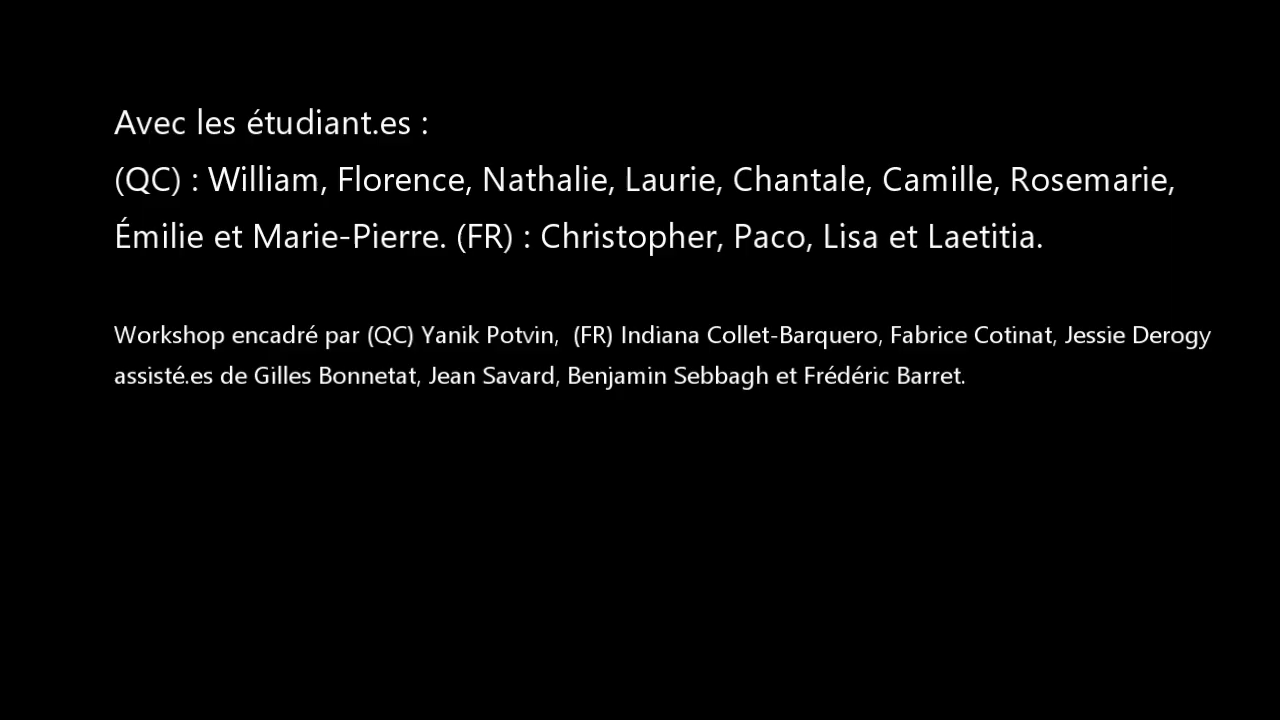 Avec les étudiant.es :
(QC) : William, Florence, Nathalie, Laurie, Chantale, Camille, Rosemarie,
Émilie et Marie-Pierre. (FR) : Christopher, Paco, Lisa et Laetitia.
Workshop encadré par (QC) Yanik Potvin,  (FR) Indiana Collet-Barquero, Fabrice Cotinat, Jessie Derogy
assisté.es de Gilles Bonnetat, Jean Savard, Benjamin Sebbagh et Frédéric Barret.